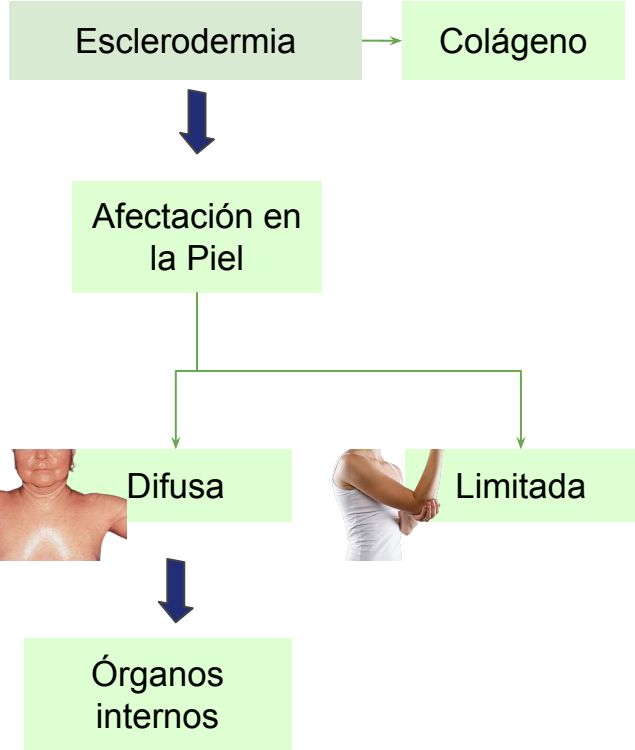 Esclerodermia
Colágeno
Afectación en
la Piel
Difusa
Limitada
Órganos
internos